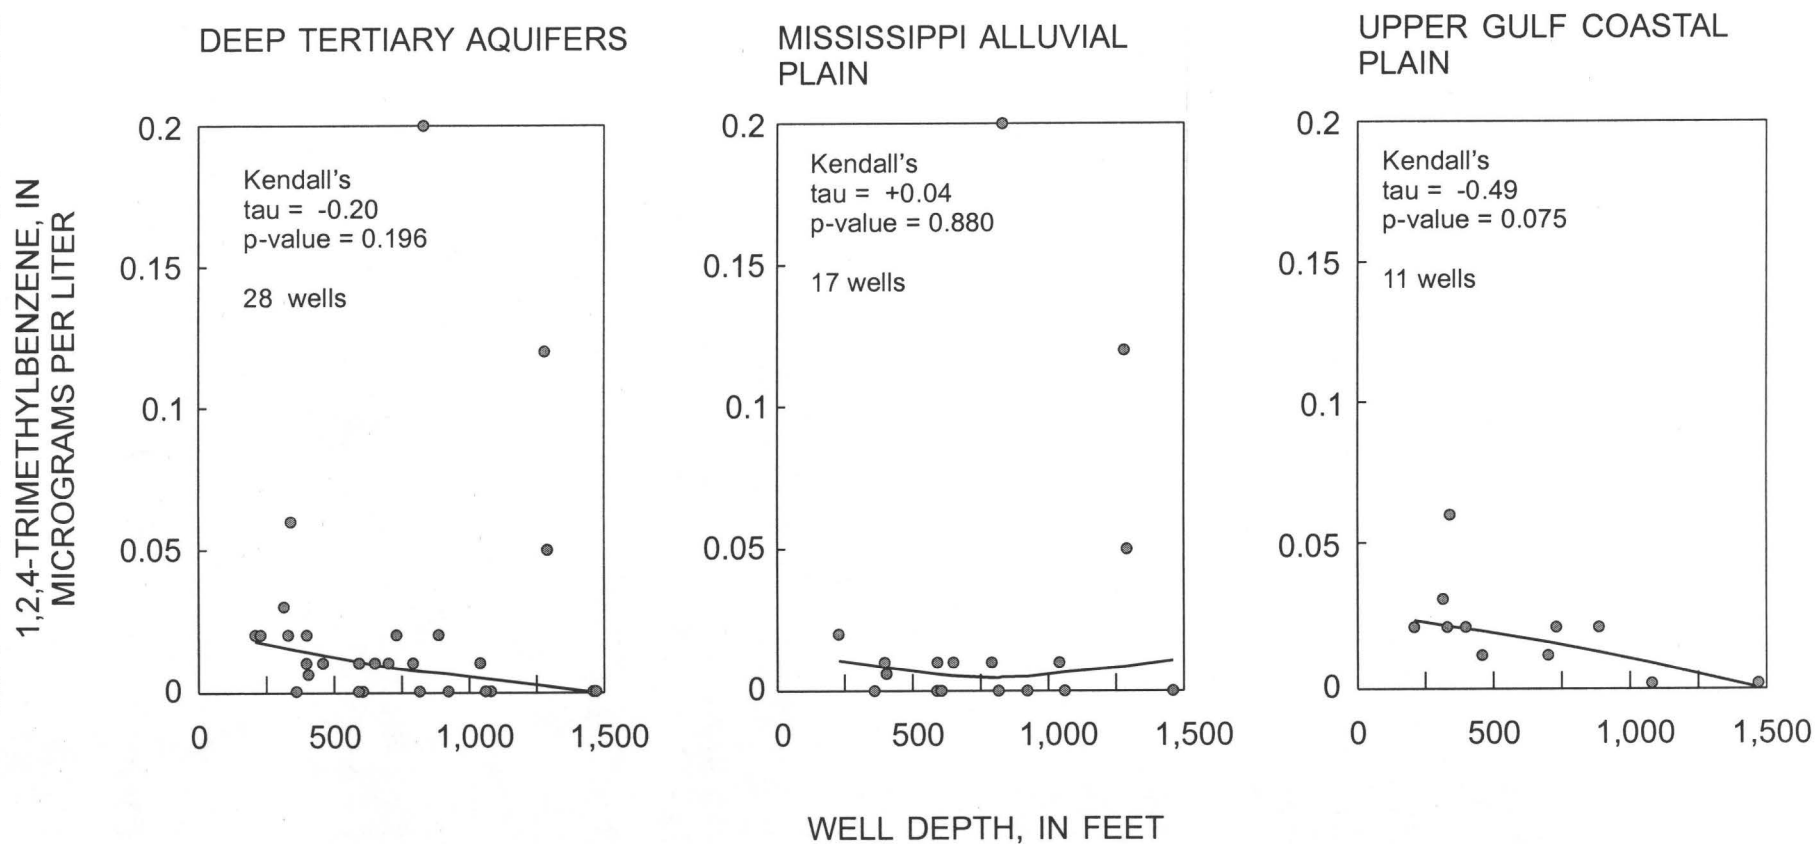 DEEP TERTIARY AQUIFERS
MISSISSIPPI ALLUVIAL
PLAIN
UPPER GULF COASTAL
PLAIN
1,2,4-TRIMETHYLBENZENE, IN
MICROGRAMS PER LITER
0.2
0.15
0.1
0.05
0
Kendall's
tau = -0.20
p-value = 0.196
28 wells
0
500
1,000
1,500
0.2
0.15
0.1
0.05
0
Kendall's
tau = +0.04
p-value = 0.880
17 wells
0
500
1,000
1,500
0.2
0.15
0.1
0.05
0
Kendall's
tau = -0.49
p-value = 0.075
11 wells
0
500
1,000
1,500
WELL DEPTH, IN FEET